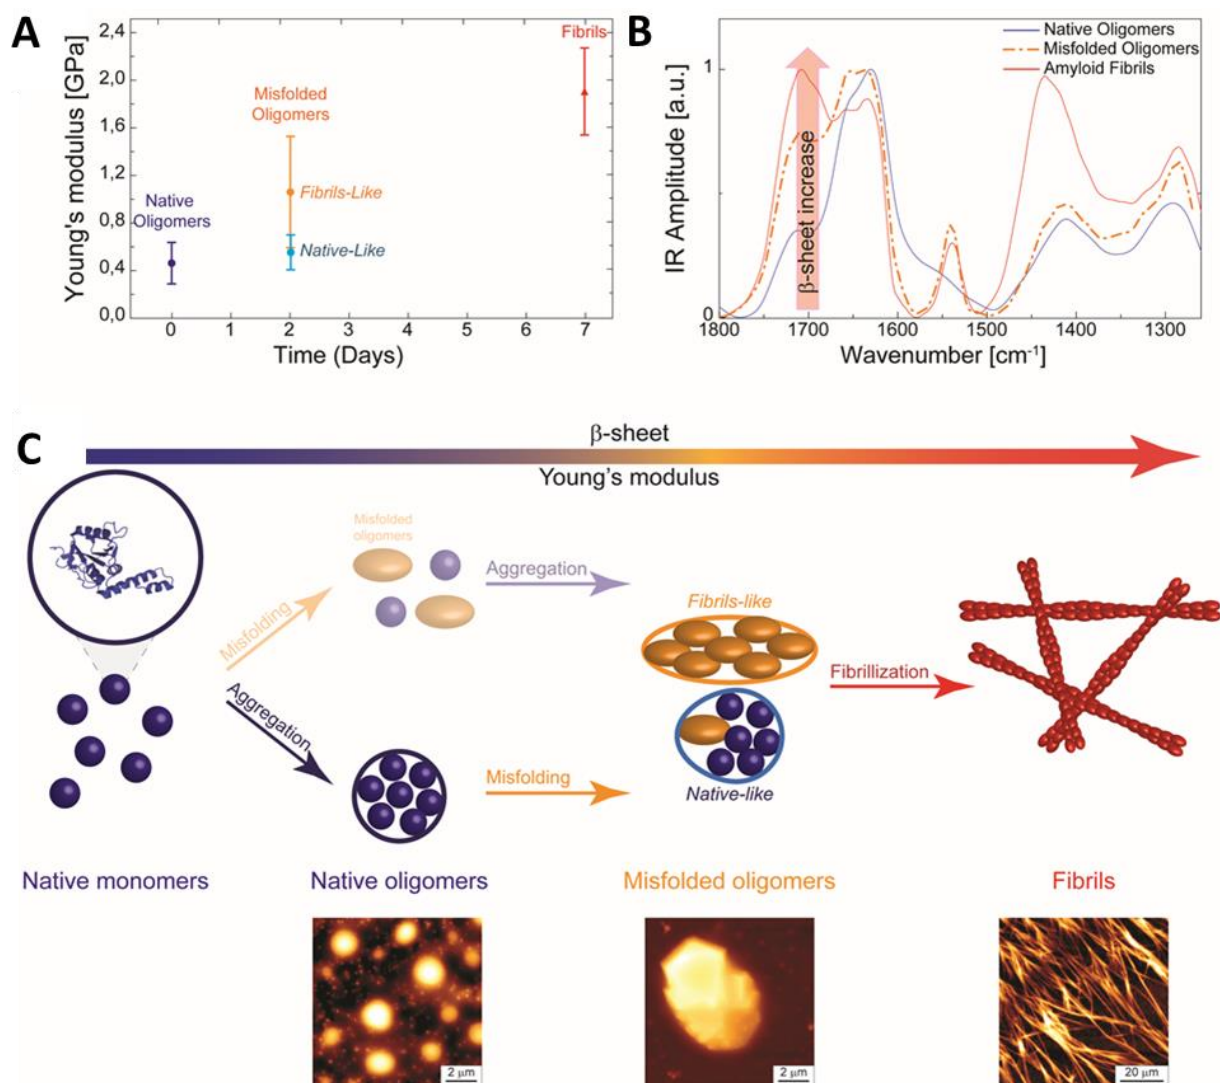 A
Young's modulus [GPa]
2,4
2,0
1,6
1,2
0,8
0,4
0,0
Native
Oligomers
Misfolded
Oligomers
Fibrils-Like
Native-Like
Fibrils
0 1 2 3 4 5 6 7
Time (Days)
B
IR Amplitude [a.u.]
1
0
Native Oligomers
Misfolded Oligomers
Amyloid Fibrils
β-sheet increase
1800 1700 1600 1500 1400 1300
Wavenumber [cm⁻¹]
C
β-sheet
Young's modulus
Misfolded
oligomers
Misfolding
Aggregation
Aggregation
Misfolding
Fibrils-like
Native-like
Fibrillization
Native monomers
Native oligomers
Misfolded oligomers
Fibrils
2 μm
2 μm
20 μm